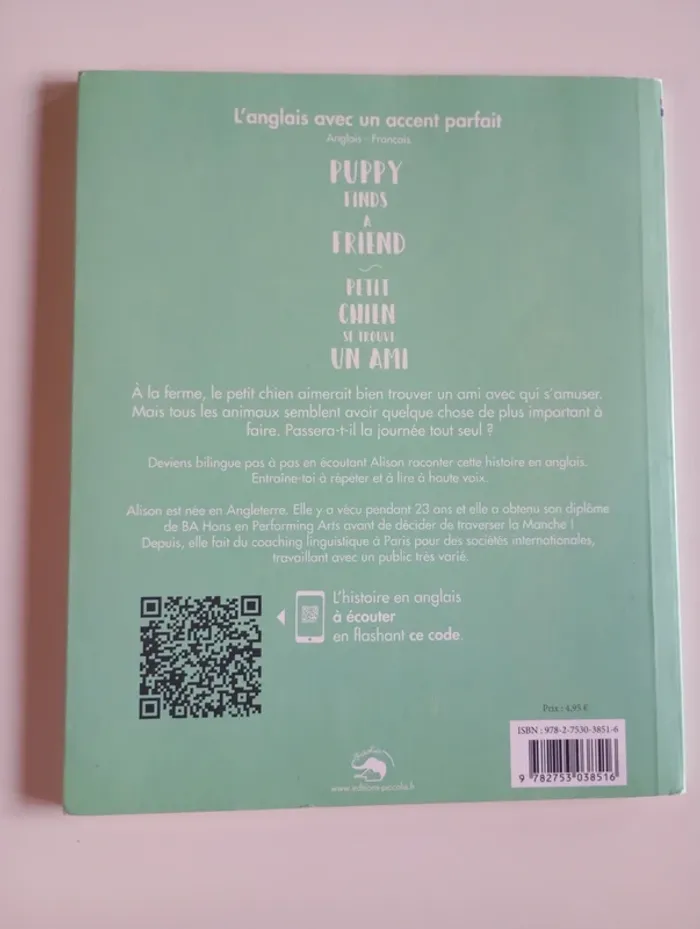 L'anglais avec un accent parfait
Anglais - Français
PUPPY
FINDS
A
FRIEND
PETIT
CHIEN
SE TROUVE
UN AMI
À la ferme, le petit chien aimerait bien trouver un ami avec qui s'amuser.
Mais tous les animaux semblent avoir quelque chose de plus important à
faire. Passera-t-il la journée tout seul ?
Deviens bilingue pas à pas en écoutant Alison raconter cette histoire en anglais.
Entraîne-toi à répéter et à lire à haute voix.
Alison est née en Angleterre. Elle y a vécu pendant 23 ans et elle a obtenu son diplôme
de BA Hons en Performing Arts avant de décider de traverser la Manche !
Depuis, elle fait du coaching linguistique à Paris pour des sociétés internationales,
travaillant avec un public très varié.
L'histoire en anglais
à écouter
en flashant ce code.
Prix : 4,95 €
ISBN : 978-2-7530-3851-6
9 782753 038516
www.editions-piccolia.fr